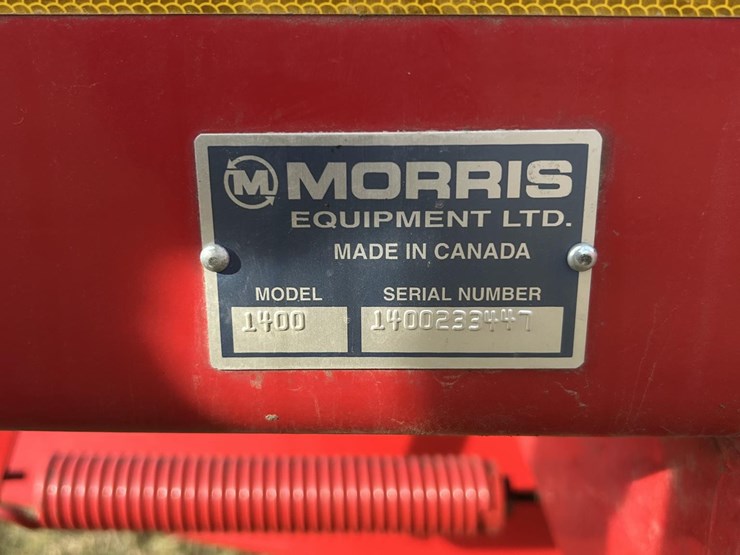 M MORRIS
EQUIPMENT LTD.
MADE IN CANADA
MODEL SERIAL NUMBER
1400 1400233447